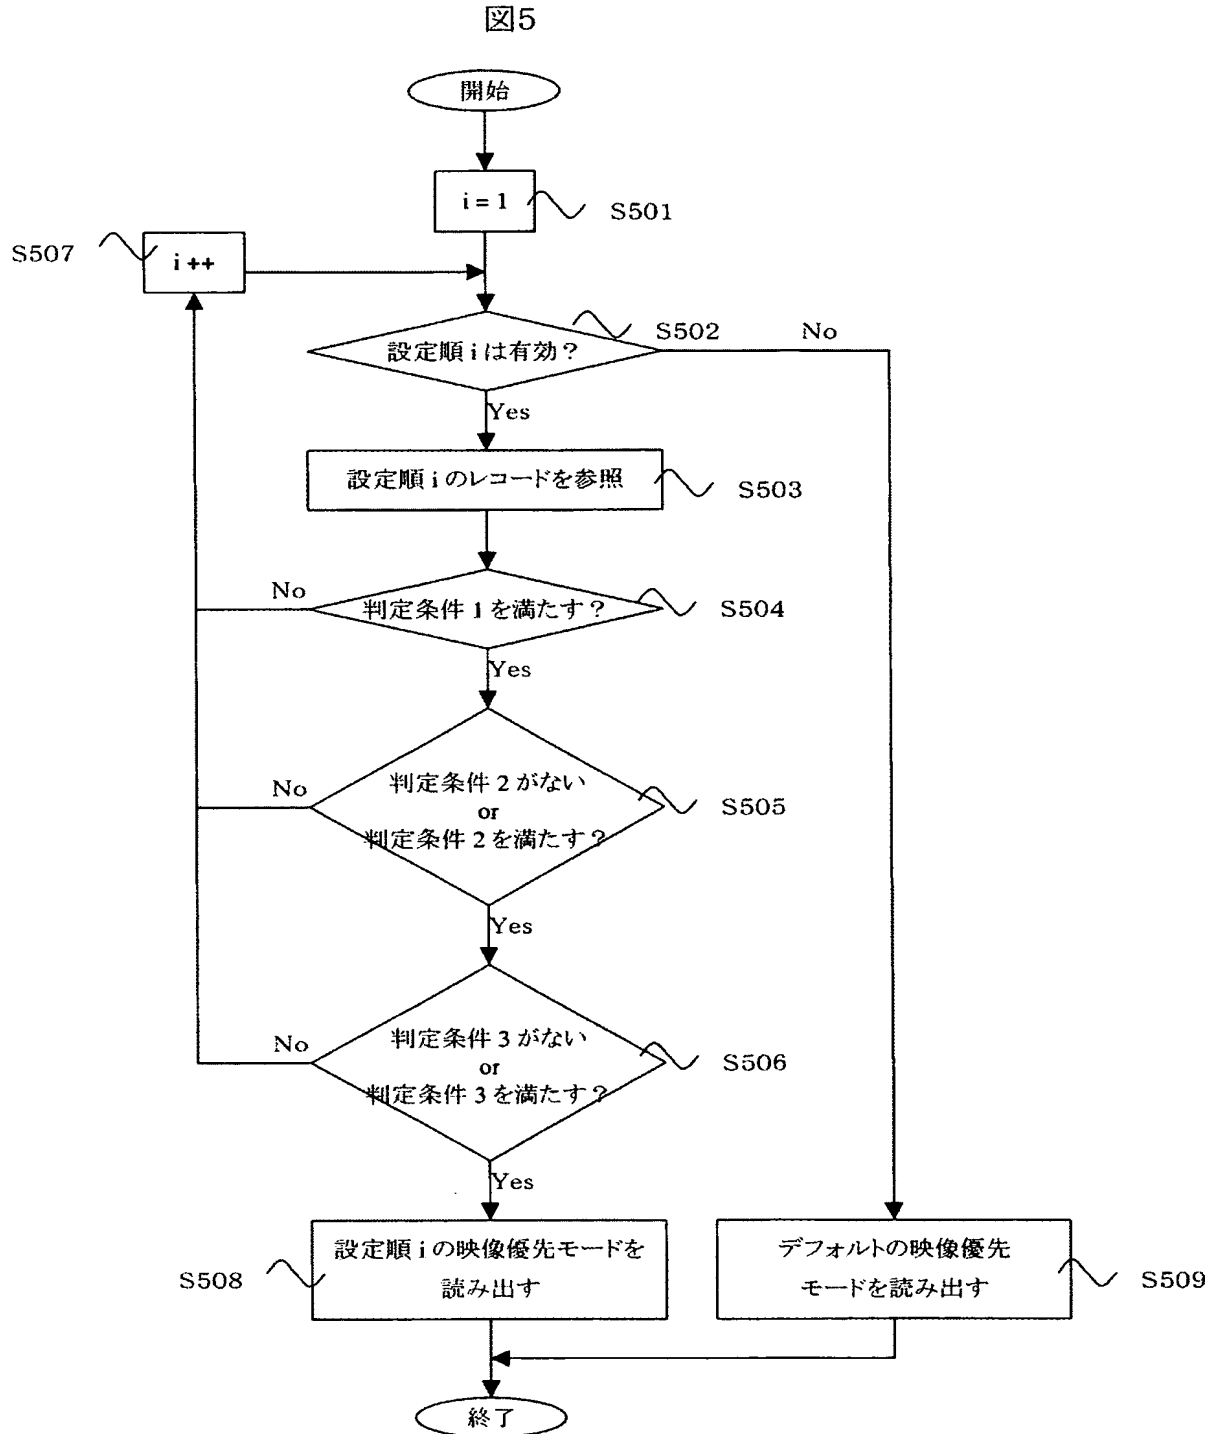 図5
開始
i = 1
S501
S507
i ++
設定順 i は有効？
S502
No
Yes
設定順 i のレコードを参照
S503
No
判定条件 1 を満たす？
S504
Yes
No
判定条件 2 がない
or
判定条件 2 を満たす？
S505
Yes
No
判定条件 3 がない
or
判定条件 3 を満たす？
S506
Yes
設定順 i の映像優先モードを
読み出す
S508
デフォルトの映像優先
モードを読み出す
S509
終了